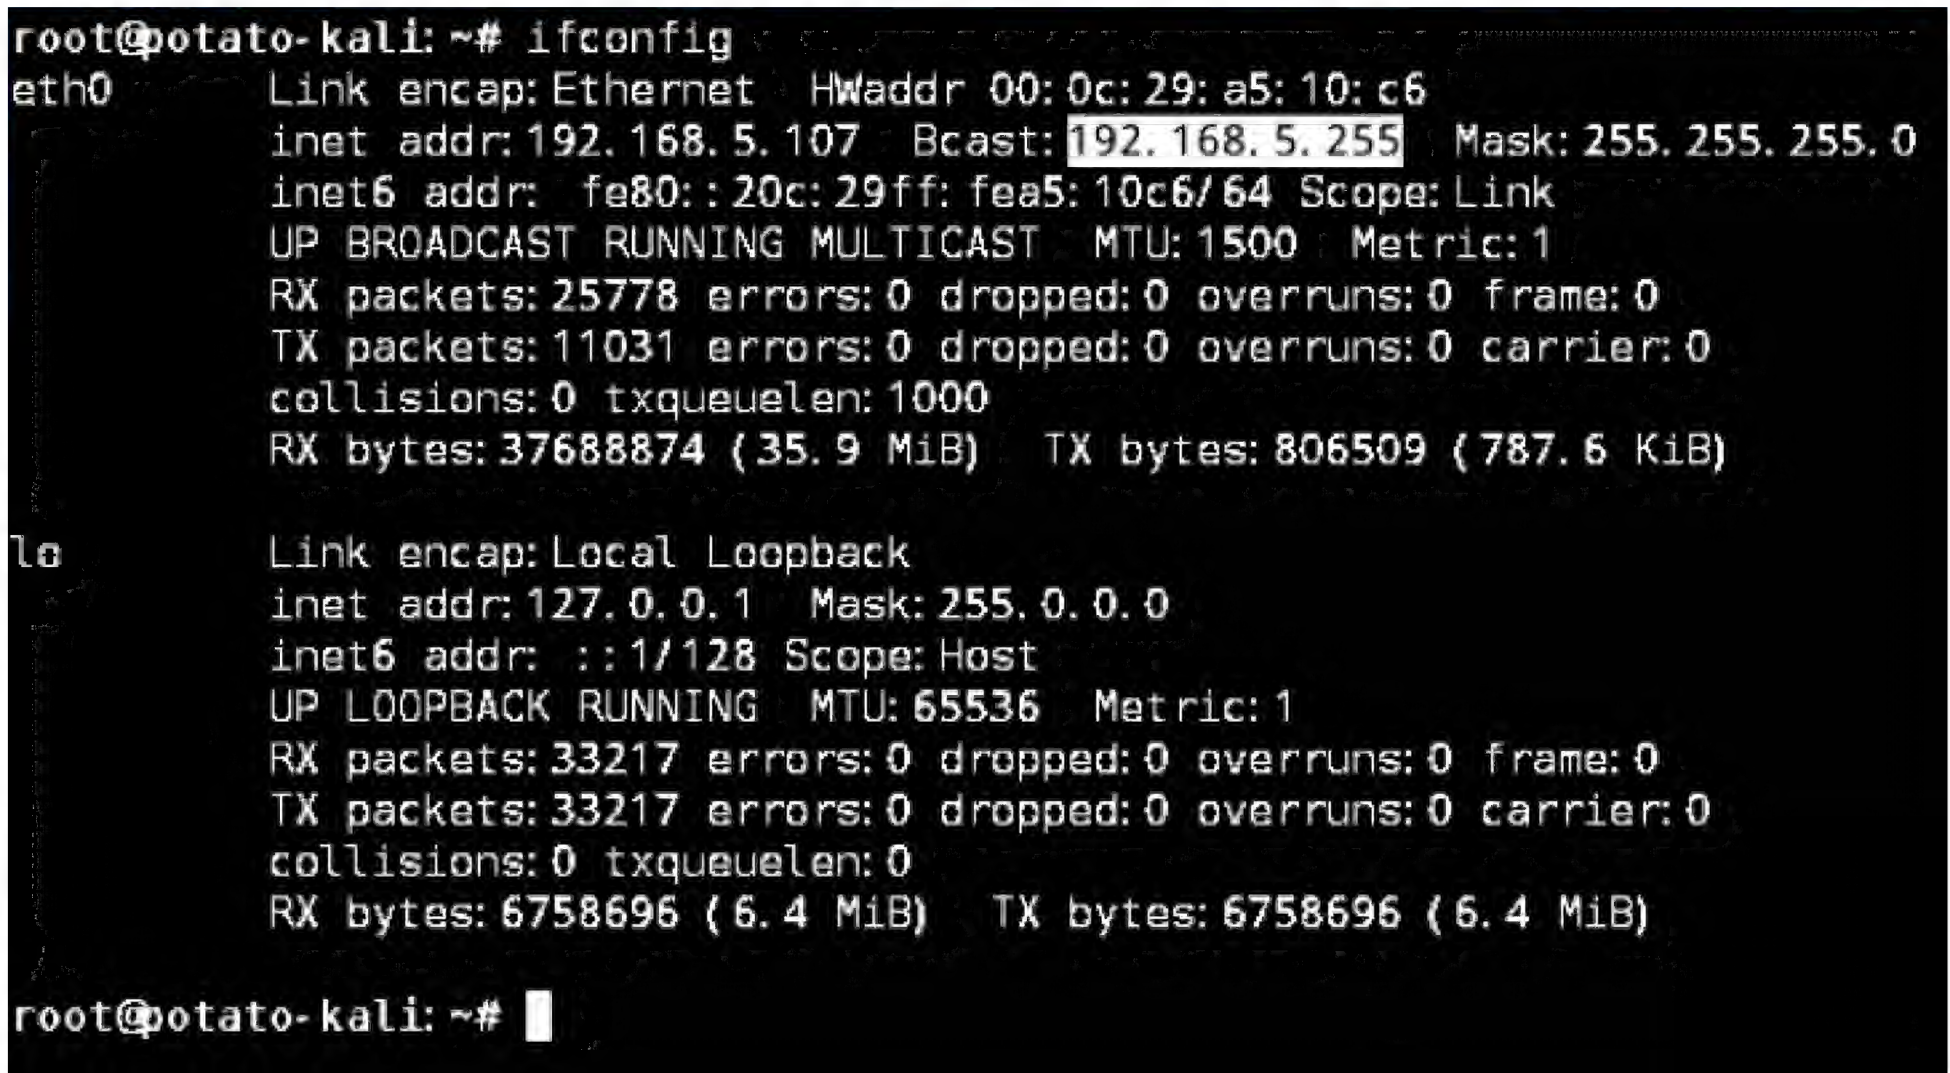 root@potato-kali:~# ifconfig
eth0      Link encap:Ethernet  HWaddr 00:0c:29:a5:10:c6
          inet addr:192.168.5.107  Bcast:192.168.5.255  Mask:255.255.255.0
          inet6 addr: fe80::20c:29ff:fea5:10c6/64 Scope:Link
          UP BROADCAST RUNNING MULTICAST  MTU:1500  Metric:1
          RX packets:25778 errors:0 dropped:0 overruns:0 frame:0
          TX packets:11031 errors:0 dropped:0 overruns:0 carrier:0
          collisions:0 txqueuelen:1000
          RX bytes:37688874 (35.9 MiB)  TX bytes:806509 (787.6 KiB)

lo        Link encap:Local Loopback
          inet addr:127.0.0.1  Mask:255.0.0.0
          inet6 addr: ::1/128 Scope:Host
          UP LOOPBACK RUNNING  MTU:65536  Metric:1
          RX packets:33217 errors:0 dropped:0 overruns:0 frame:0
          TX packets:33217 errors:0 dropped:0 overruns:0 carrier:0
          collisions:0 txqueuelen:0
          RX bytes:6758696 (6.4 MiB)  TX bytes:6758696 (6.4 MiB)

root@potato-kali:~#